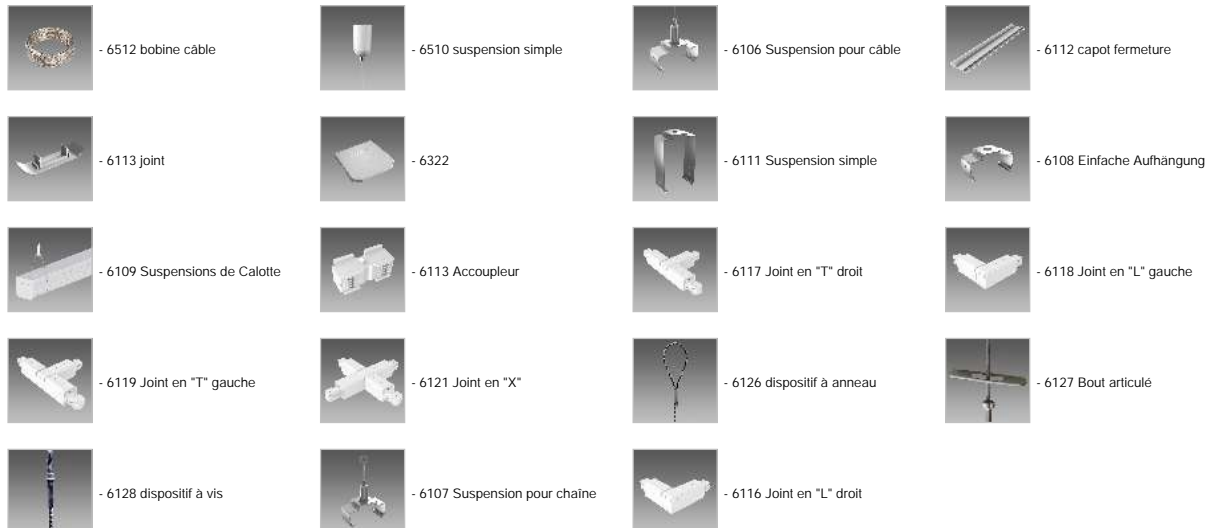 - 6512 bobine câble
- 6510 suspension simple
- 6106 Suspension pour câble
- 6112 capot fermeture
- 6113 joint
- 6322
- 6111 Suspension simple
- 6108 Einfache Aufhängung
- 6109 Suspensions de Calotte
- 6113 Accoupleur
- 6117 Joint en "T" droit
- 6118 Joint en "L" gauche
- 6119 Joint en "T" gauche
- 6121 Joint en "X"
- 6126 dispositif à anneau
- 6127 Bout articulé
- 6128 dispositif à vis
- 6107 Suspension pour chaîne
- 6116 Joint en "L" droit